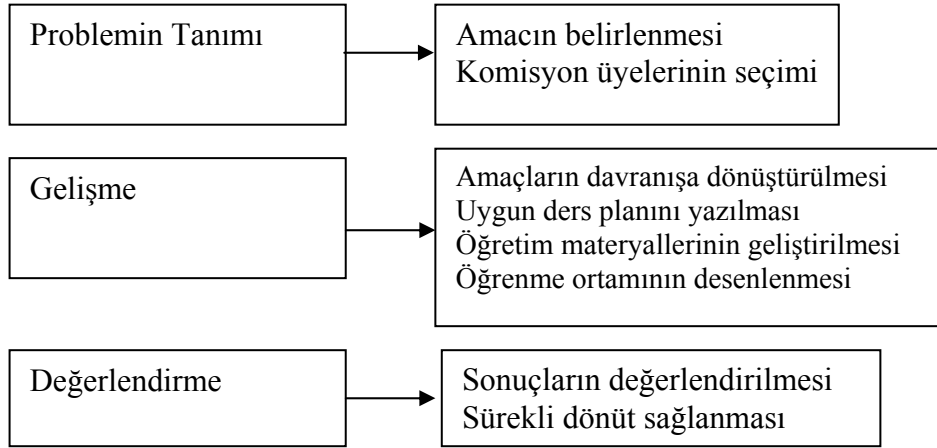 Problemin Tanımı
Amacın belirlenmesi
Komisyon üyelerinin seçimi
Gelişme
Amaçların davranışa dönüştürülmesi
Uygun ders planını yazılması
Öğretim materyallerinin geliştirilmesi
Öğrenme ortamının desenlenmesi
Değerlendirme
Sonuçların değerlendirilmesi
Sürekli dönüt sağlanması